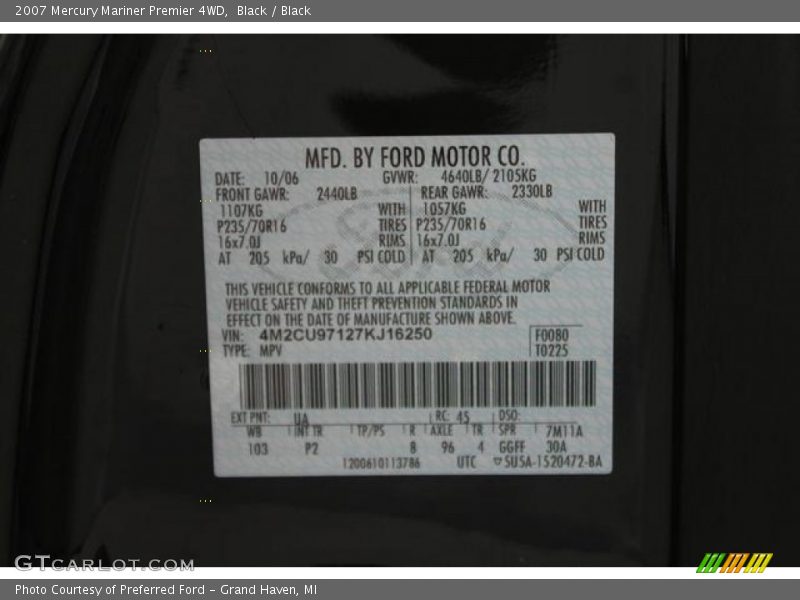 2007 Mercury Mariner Premier 4WD, Black / Black
MFD. BY FORD MOTOR CO.
DATE: 10/06 GVWR: 4640LB/ 2105KG
FRONT GAWR: 2440LB REAR GAWR: 2330LB
1107KG WITH 1057KG WITH
P235/70R16 TIRES P235/70R16 TIRES
16x7.0J RIMS 16x7.0J RIMS
AT 205 kPa/ 30 PSI COLD AT 205 kPa/ 30 PSI COLD
THIS VEHICLE CONFORMS TO ALL APPLICABLE FEDERAL MOTOR
VEHICLE SAFETY AND THEFT PREVENTION STANDARDS IN
EFFECT ON THE DATE OF MANUFACTURE SHOWN ABOVE.
VIN: 4M2CU97127KJ16250 F0080
TYPE: MPV T0225
EXT PNT: UA RC: 45 DSO:
WB INT TR TP/PS R AXLE TR SPR 7M11A
103 P2 8 96 4 GGFF 30A
1200610113786 UTC SU5A-1520472-BA
GTCARLOT.COM
Photo Courtesy of Preferred Ford – Grand Haven, MI